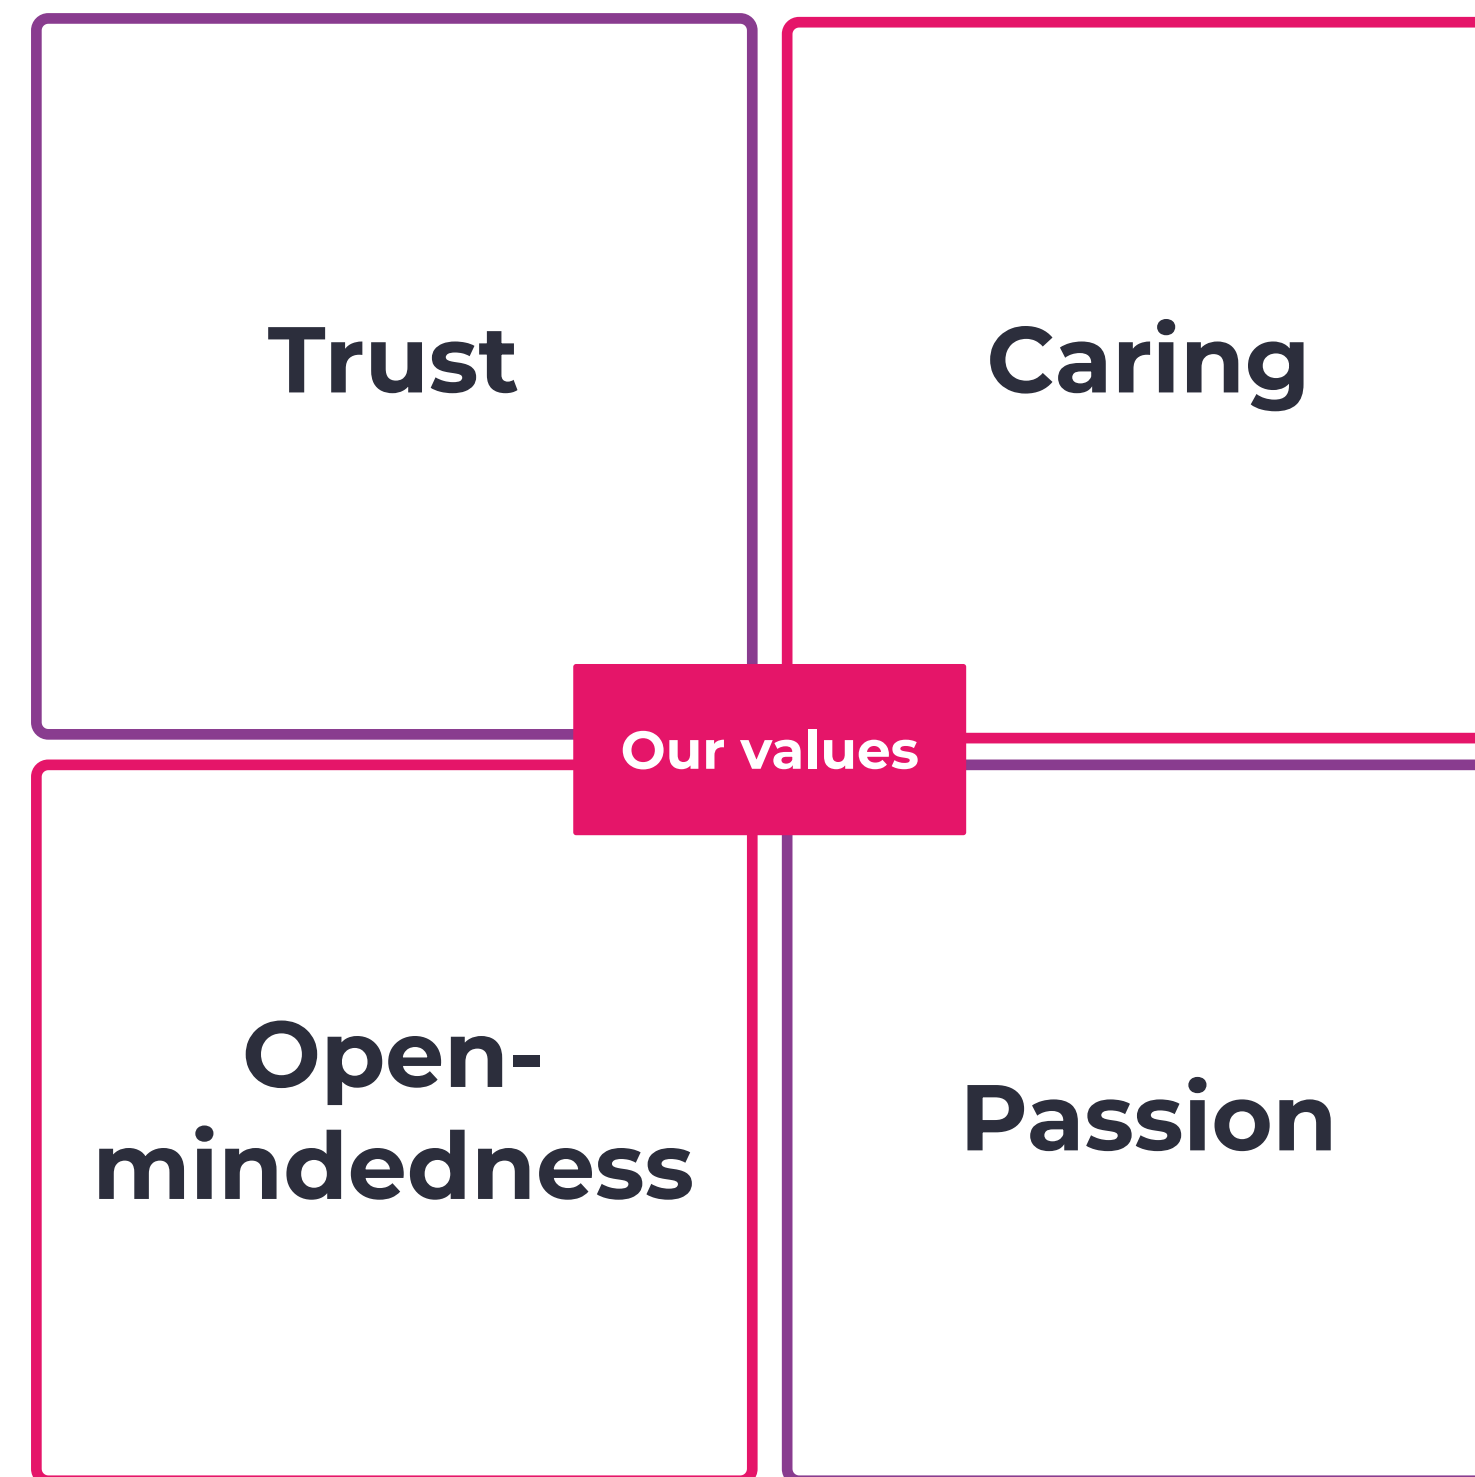 Trust
Caring
Our values
Open-
mindedness
Passion